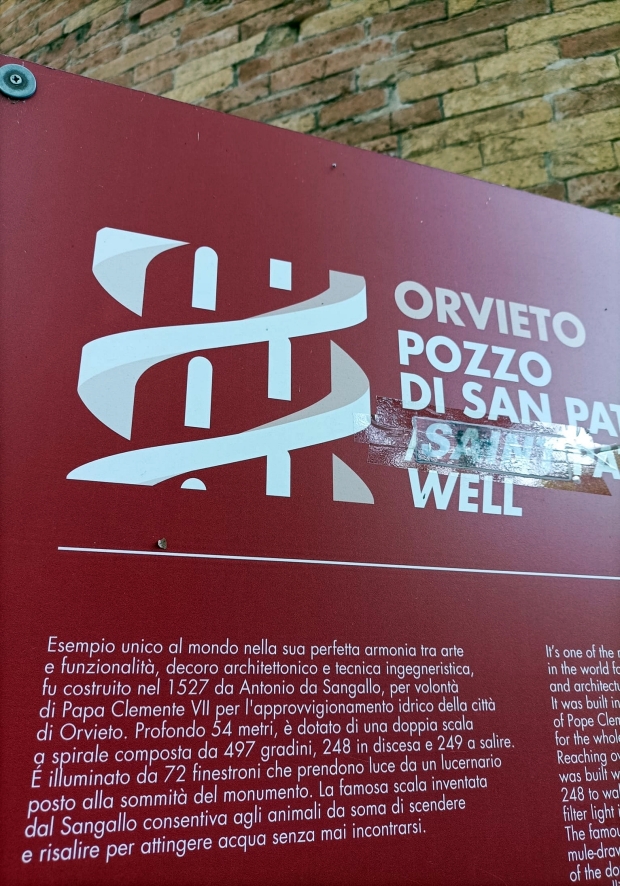 ORVIETO
POZZO
DI SAN PAT
/SAINT PA
WELL
Esempio unico al mondo nella sua perfetta armonia tra arte
e funzionalità, decoro architettonico e tecnica ingegneristica,
fu costruito nel 1527 da Antonio da Sangallo, per volontà
di Papa Clemente VII per l'approvvigionamento idrico della città
di Orvieto. Profondo 54 metri, è dotato di una doppia scala
a spirale composta da 497 gradini, 248 in discesa e 249 a salire.
É illuminato da 72 finestroni che prendono luce da un lucernario
posto alla sommità del monumento. La famosa scala inventata
dal Sangallo consentiva agli animali da soma di scendere
e risalire per attingere acqua senza mai incontrarsi.
It's one of the
in the world fo
and architectu
It was built in
of Pope Clem
for the whole
Reaching ov
was built w
248 to wal
filter light i
The famou
mule-draw
of the do